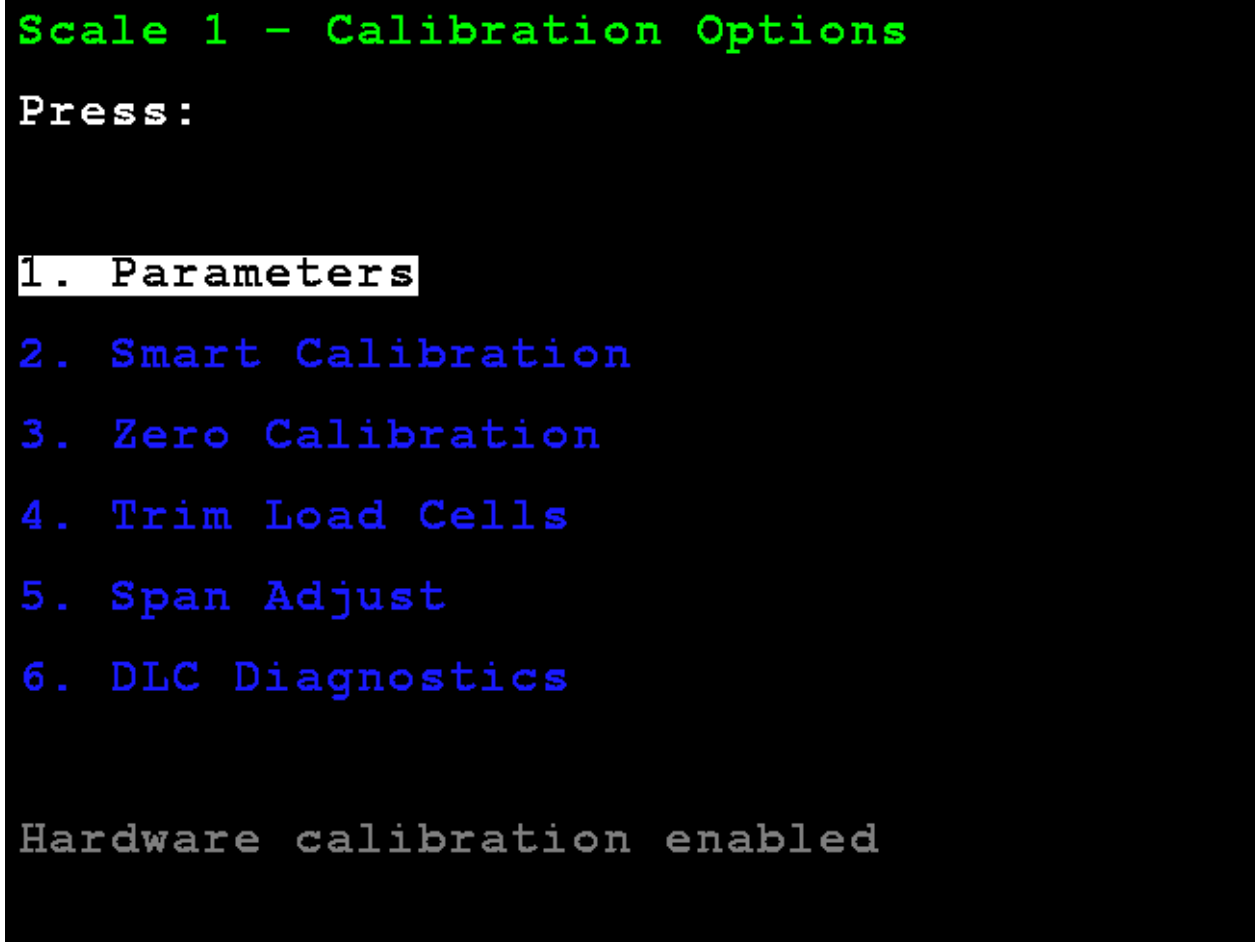 Scale 1 - Calibration Options
Press:
1. Parameters
2. Smart Calibration
3. Zero Calibration
4. Trim Load Cells
5. Span Adjust
6. DLC Diagnostics
Hardware calibration enabled